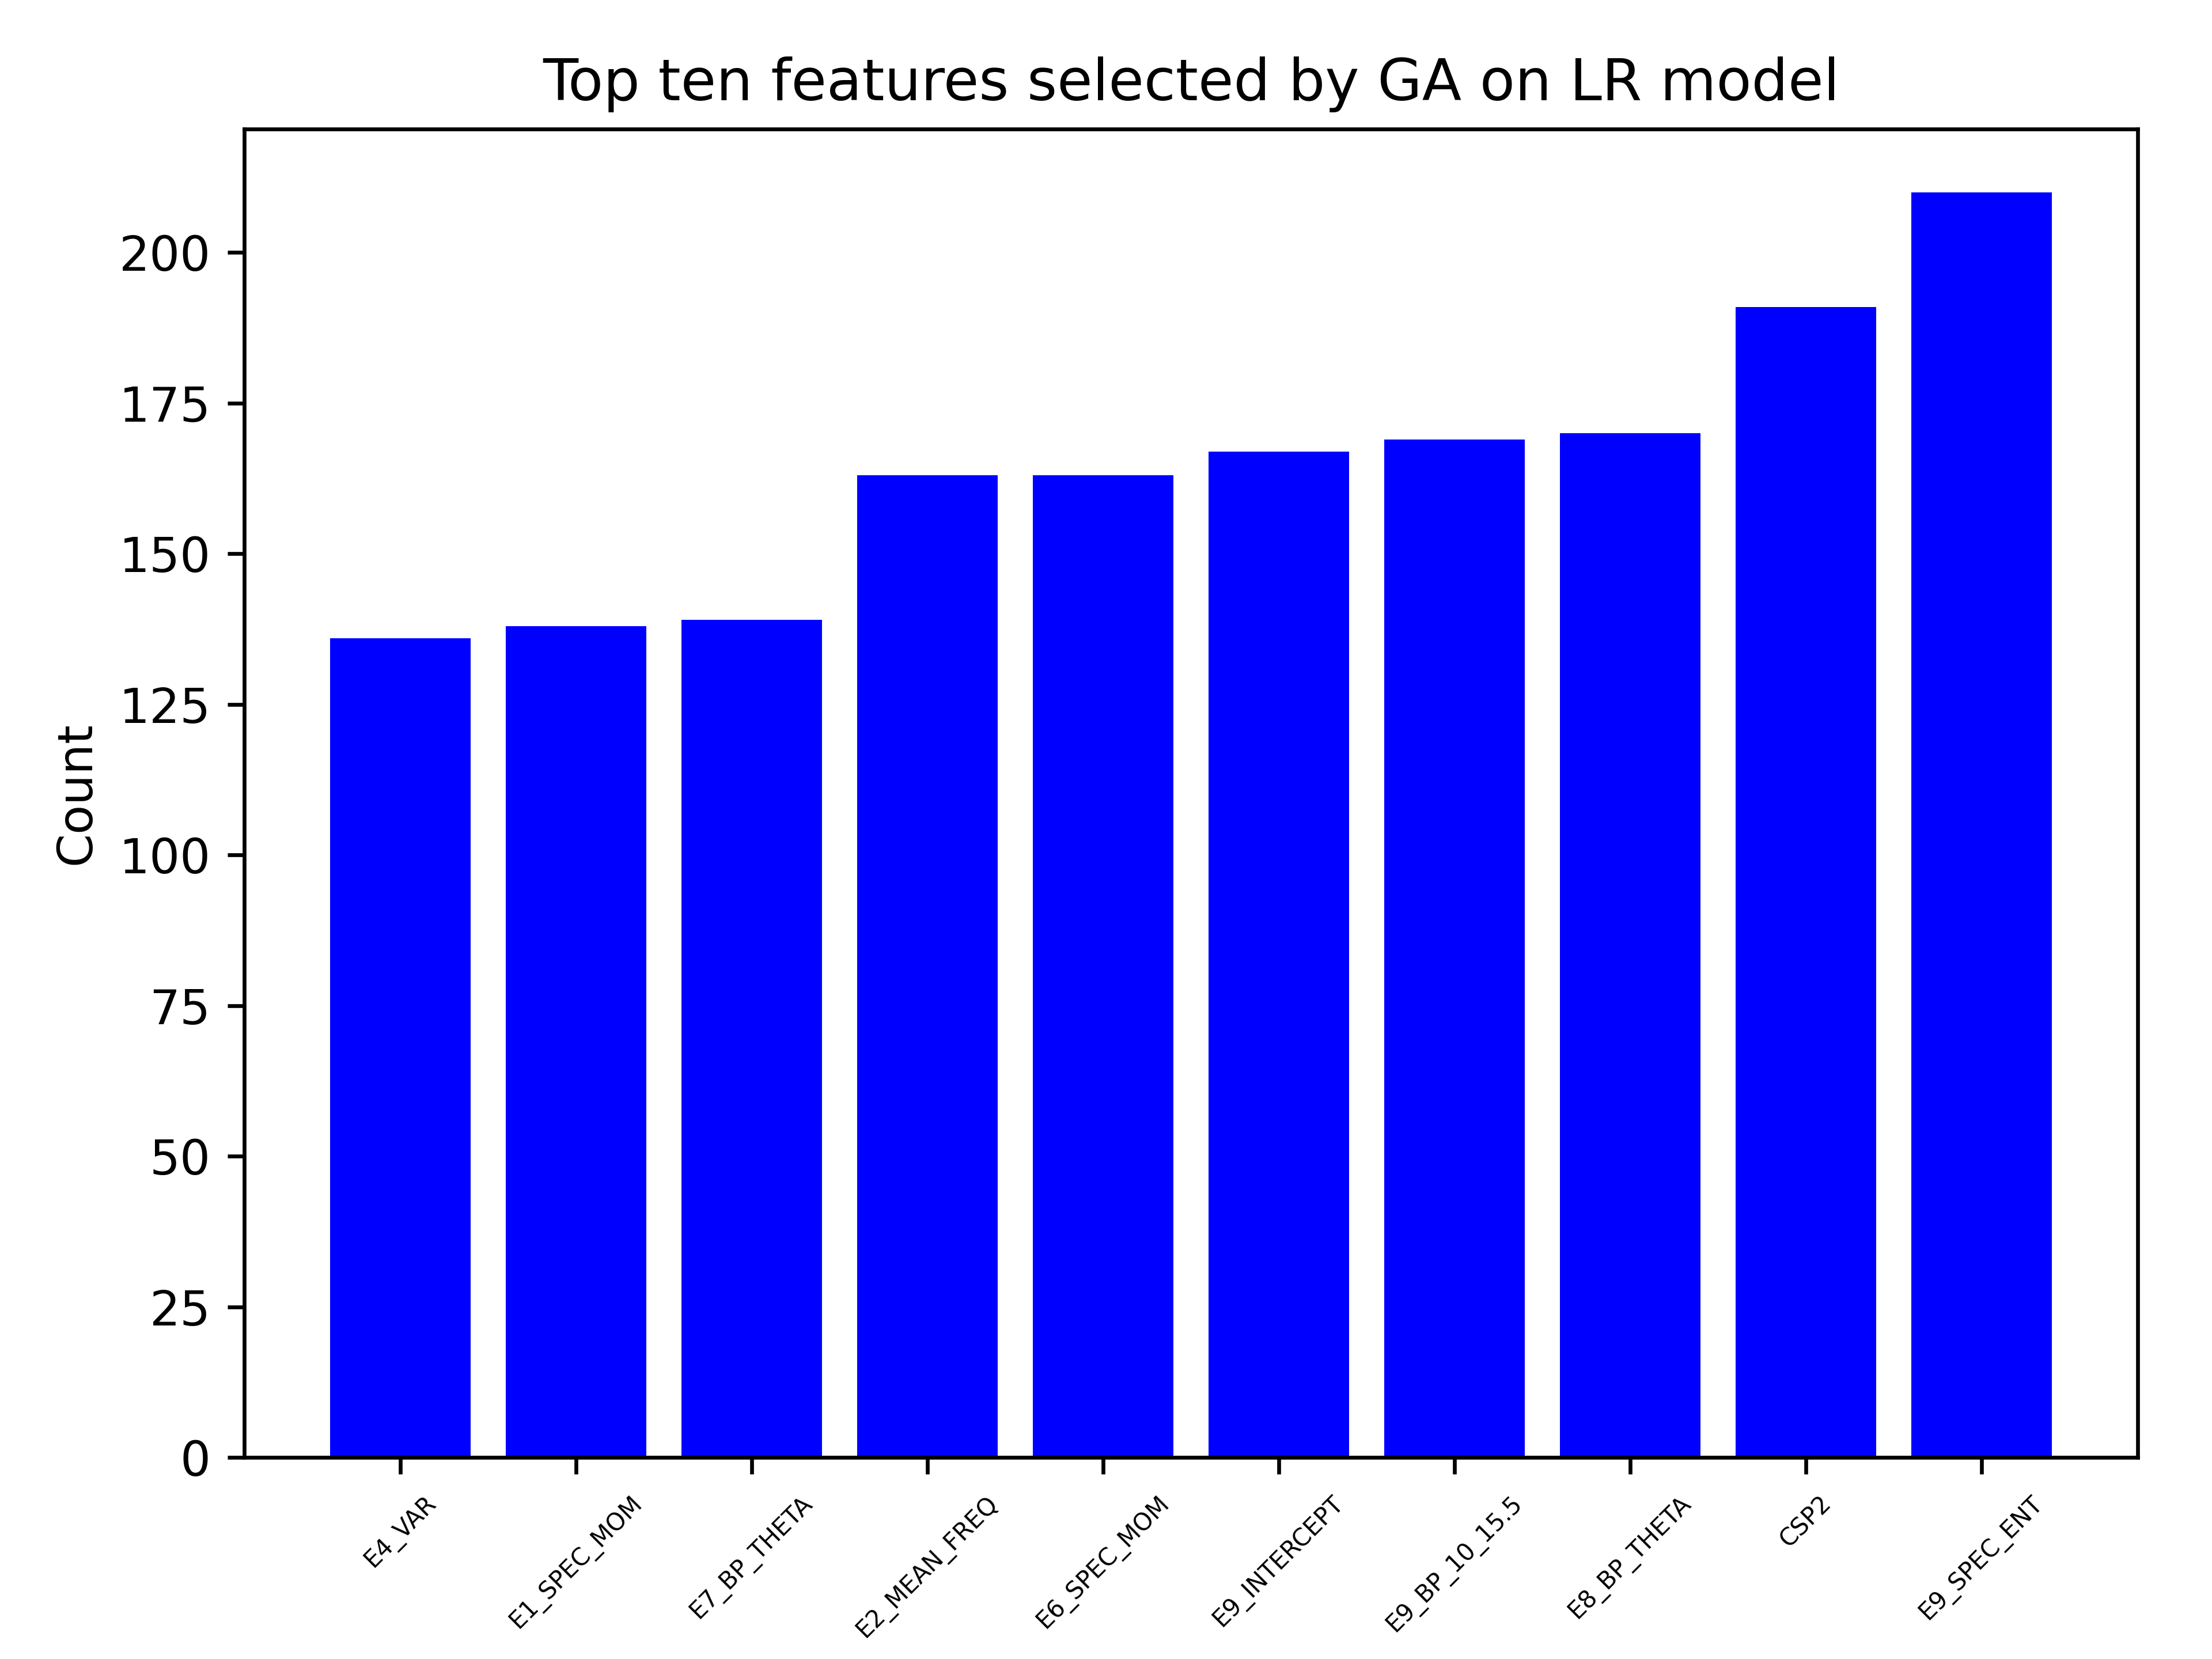 Top ten features selected by GA on LR model
Count
200
175
150
125
100
75
50
25
0
E4_VAR
E1_SPEC_MOM
E7_BP_THETA
E2_MEAN_FREQ
E6_SPEC_MOM
E9_INTERCEPT
E9_BP_10_15.5
E8_BP_THETA
CSP2
E9_SPEC_ENT